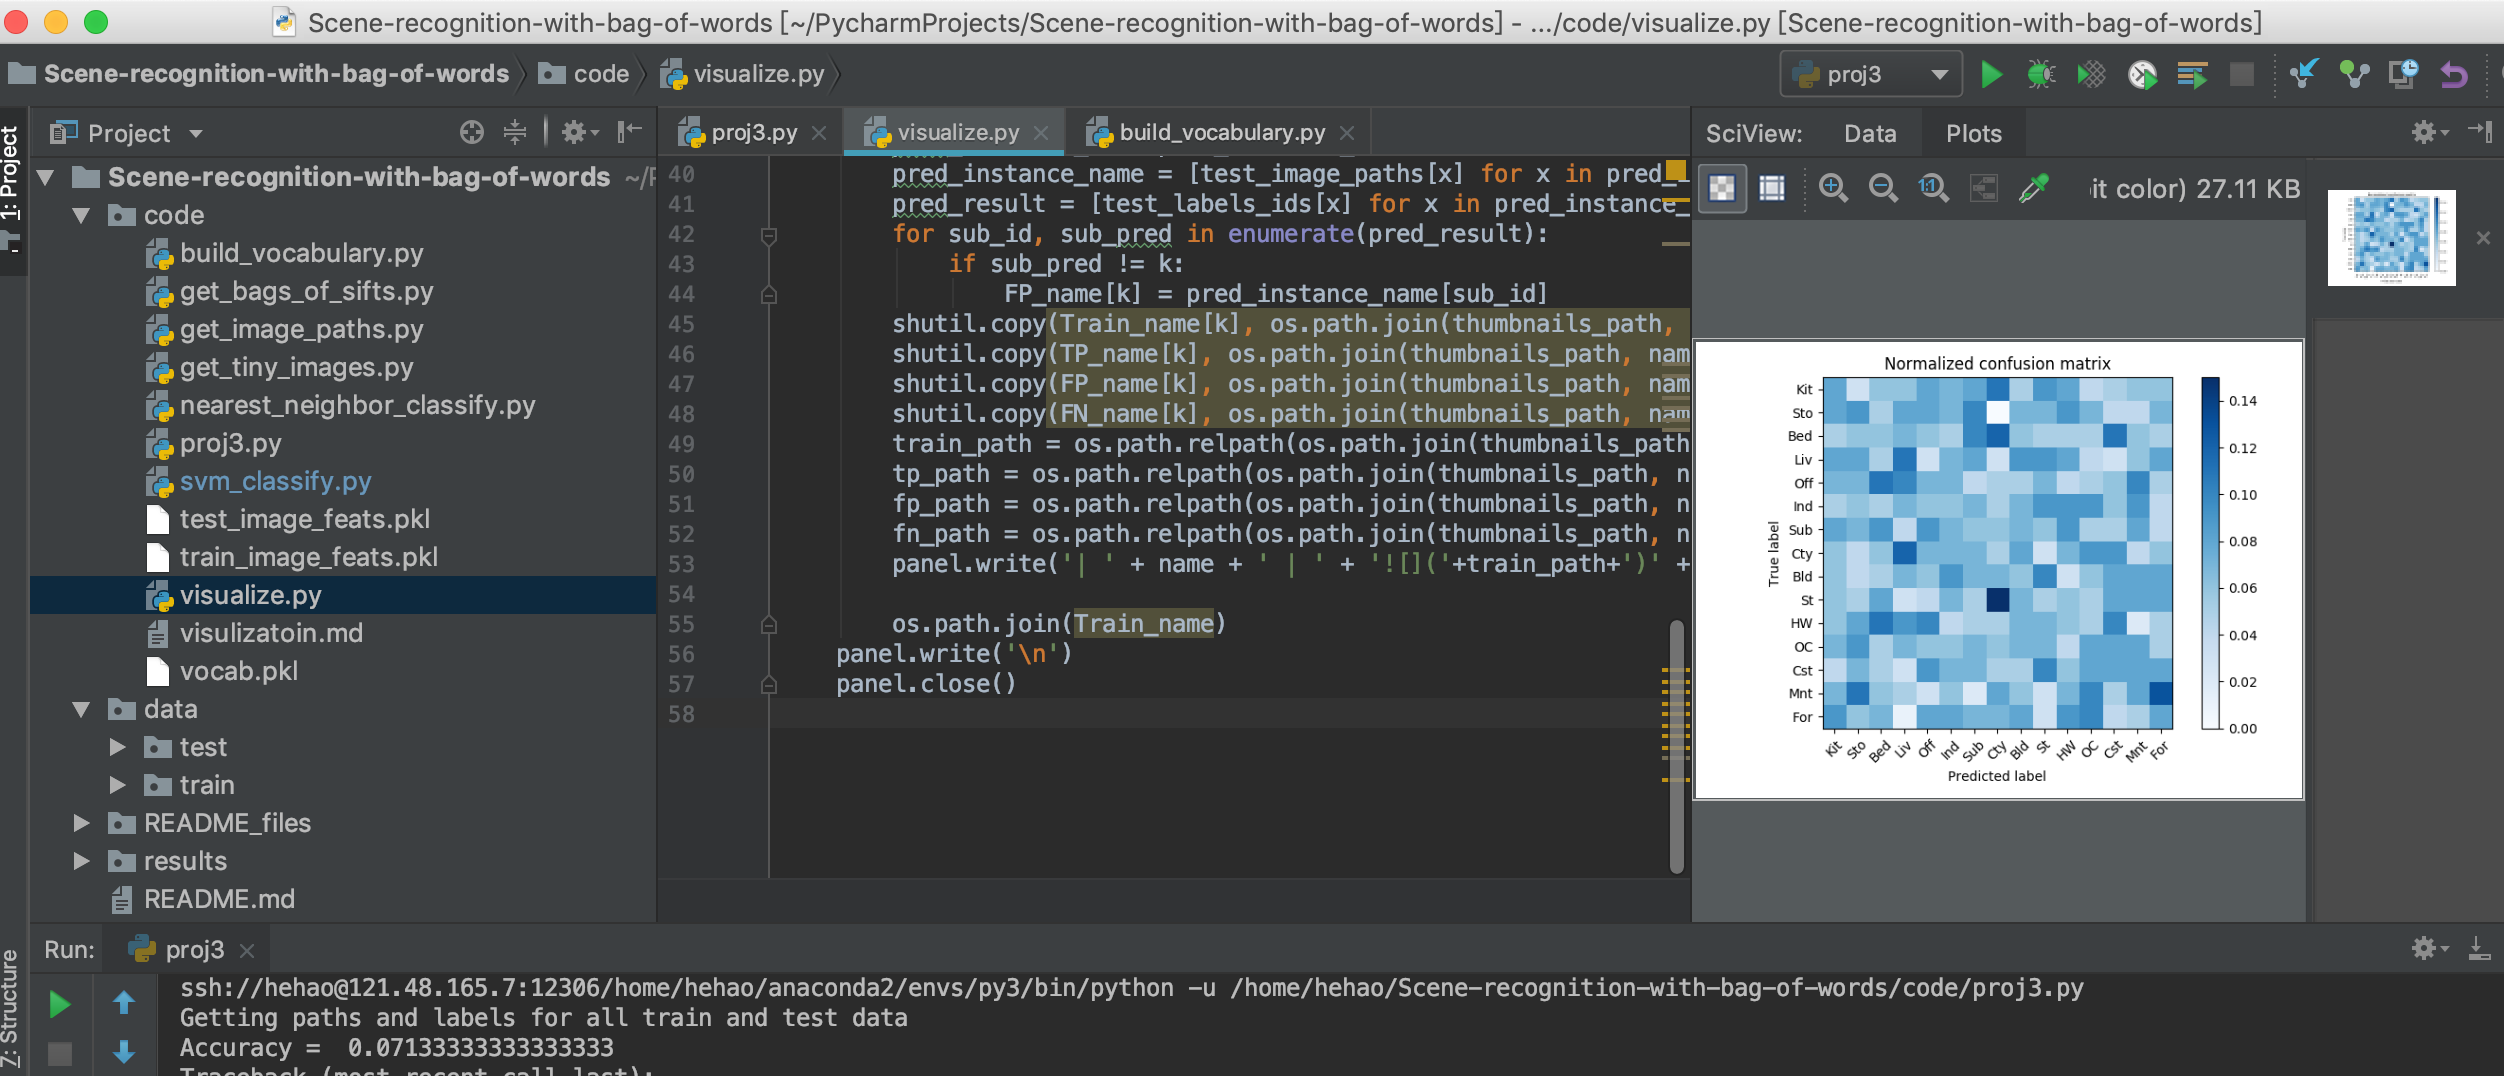 Scene-recognition-with-bag-of-words [~/PycharmProjects/Scene-recognition-with-bag-of-words] - .../code/visualize.py [Scene-recognition-with-bag-of-words]
Scene-recognition-with-bag-of-words
code
visualize.py
proj3
1: Project
Project
Scene-recognition-with-bag-of-words ~/
code
build_vocabulary.py
get_bags_of_sifts.py
get_image_paths.py
get_tiny_images.py
nearest_neighbor_classify.py
proj3.py
svm_classify.py
test_image_feats.pkl
train_image_feats.pkl
visualize.py
visulizatoin.md
vocab.pkl
data
test
train
README_files
results
README.md
proj3.py
visualize.py
build_vocabulary.py
40 pred_instance_name = [test_image_paths[x] for x in pred_
41 pred_result = [test_labels_ids[x] for x in pred_instance_
42 for sub_id, sub_pred in enumerate(pred_result):
43 if sub_pred != k:
44 FP_name[k] = pred_instance_name[sub_id]
45 shutil.copy(Train_name[k], os.path.join(thumbnails_path,
46 shutil.copy(TP_name[k], os.path.join(thumbnails_path, nam
47 shutil.copy(FP_name[k], os.path.join(thumbnails_path, nam
48 shutil.copy(FN_name[k], os.path.join(thumbnails_path, nam
49 train_path = os.path.relpath(os.path.join(thumbnails_path
50 tp_path = os.path.relpath(os.path.join(thumbnails_path, n
51 fp_path = os.path.relpath(os.path.join(thumbnails_path, n
52 fn_path = os.path.relpath(os.path.join(thumbnails_path, n
53 panel.write('| ' + name + ' | ' + '![]('+train_path+')' +
54
55 os.path.join(Train_name)
56 panel.write('\n')
57 panel.close()
58
SciView: Data Plots
1:1
it color) 27.11 KB
Normalized confusion matrix
True label
Kit
Sto
Bed
Liv
Off
Ind
Sub
Cty
Bld
St
HW
OC
Cst
Mnt
For
Kit Sto Bed Liv Off Ind Sub Cty Bld St HW OC Cst Mnt For
Predicted label
0.14
0.12
0.10
0.08
0.06
0.04
0.02
0.00
7: Structure
Run: proj3
ssh://hehao@121.48.165.7:12306/home/hehao/anaconda2/envs/py3/bin/python -u /home/hehao/Scene-recognition-with-bag-of-words/code/proj3.py
Getting paths and labels for all train and test data
Accuracy = 0.07133333333333333
Traceback (most recent call last):